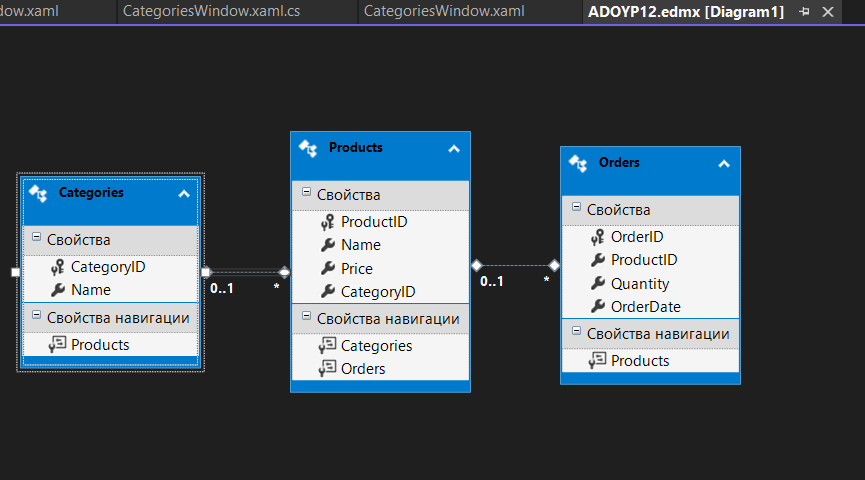 dow.xaml
CategoriesWindow.xaml.cs
CategoriesWindow.xaml
ADOYP12.edmx [Diagram1]
Categories
Свойства
CategoryID
Name
Свойства навигации
Products
0..1
*
Products
Свойства
ProductID
Name
Price
CategoryID
Свойства навигации
Categories
Orders
0..1
*
Orders
Свойства
OrderID
ProductID
Quantity
OrderDate
Свойства навигации
Products